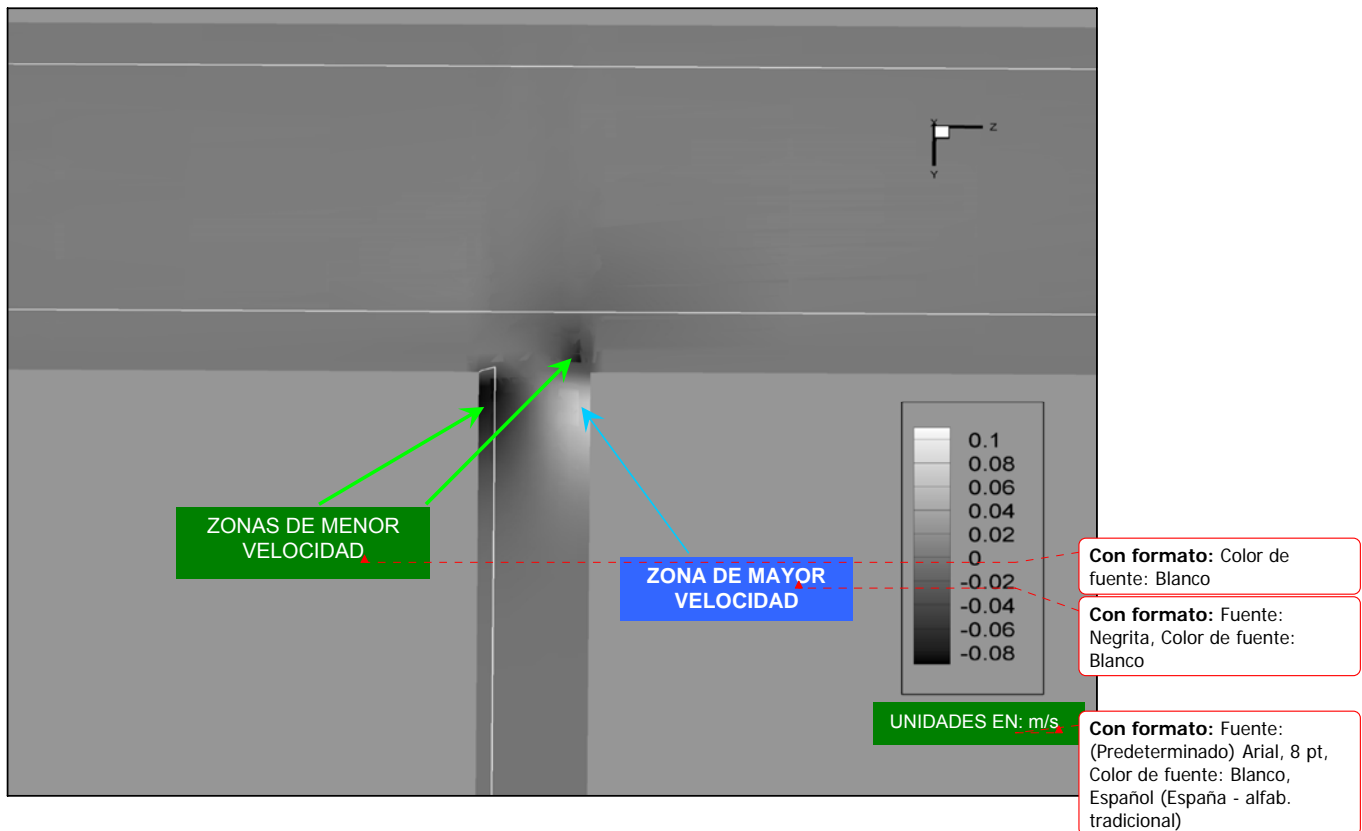 X
Z
Y
0.1
0.08
0.06
0.04
0.02
0
-0.02
-0.04
-0.06
-0.08
ZONAS DE MENOR
VELOCIDAD
ZONA DE MAYOR
VELOCIDAD
UNIDADES EN: m/s
Con formato: Color de
fuente: Blanco
Con formato: Fuente:
Negrita, Color de fuente:
Blanco
Con formato: Fuente:
(Predeterminado) Arial, 8 pt,
Color de fuente: Blanco,
Español (España - alfab.
tradicional)